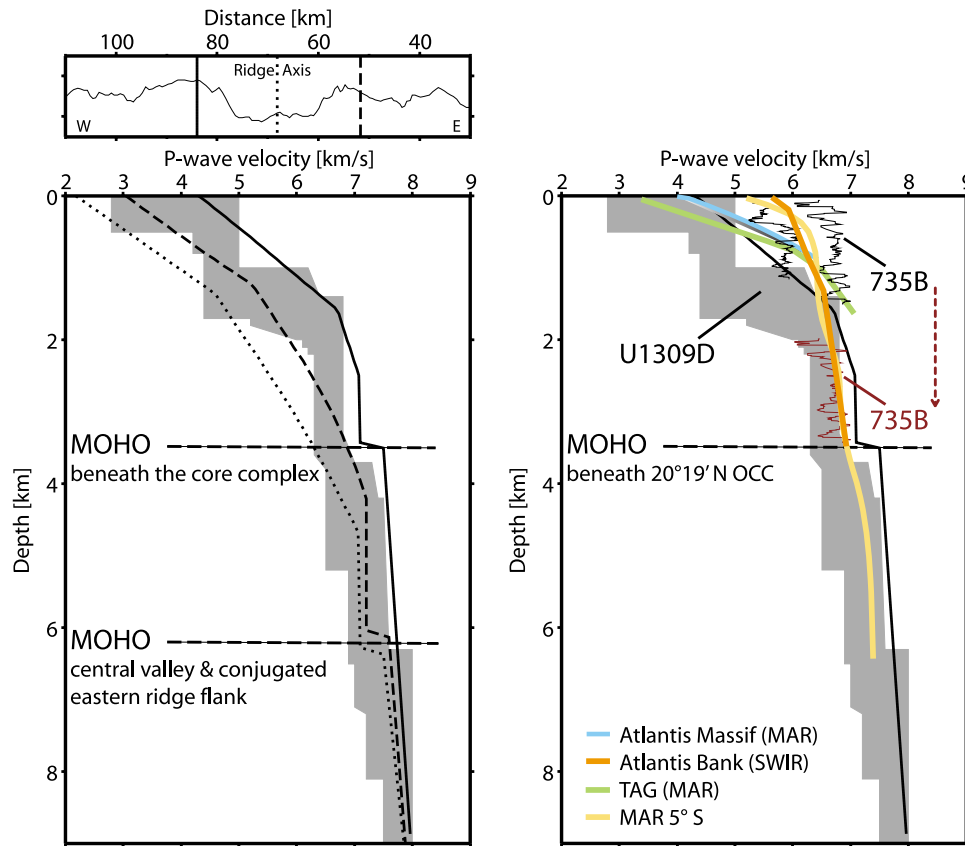 Distance [km]
100 80 60 40
Ridge Axis
W E
P-wave velocity [km/s]
2 3 4 5 6 7 8 9
0
2
4
6
8
Depth [km]
MOHO
beneath the core complex
MOHO
central valley & conjugated
eastern ridge flank
P-wave velocity [km/s]
2 3 4 5 6 7 8 9
0
2
4
6
8
Depth [km]
735B
U1309D
735B
MOHO
beneath 20°19' N OCC
Atlantis Massif (MAR)
Atlantis Bank (SWIR)
TAG (MAR)
MAR 5° S